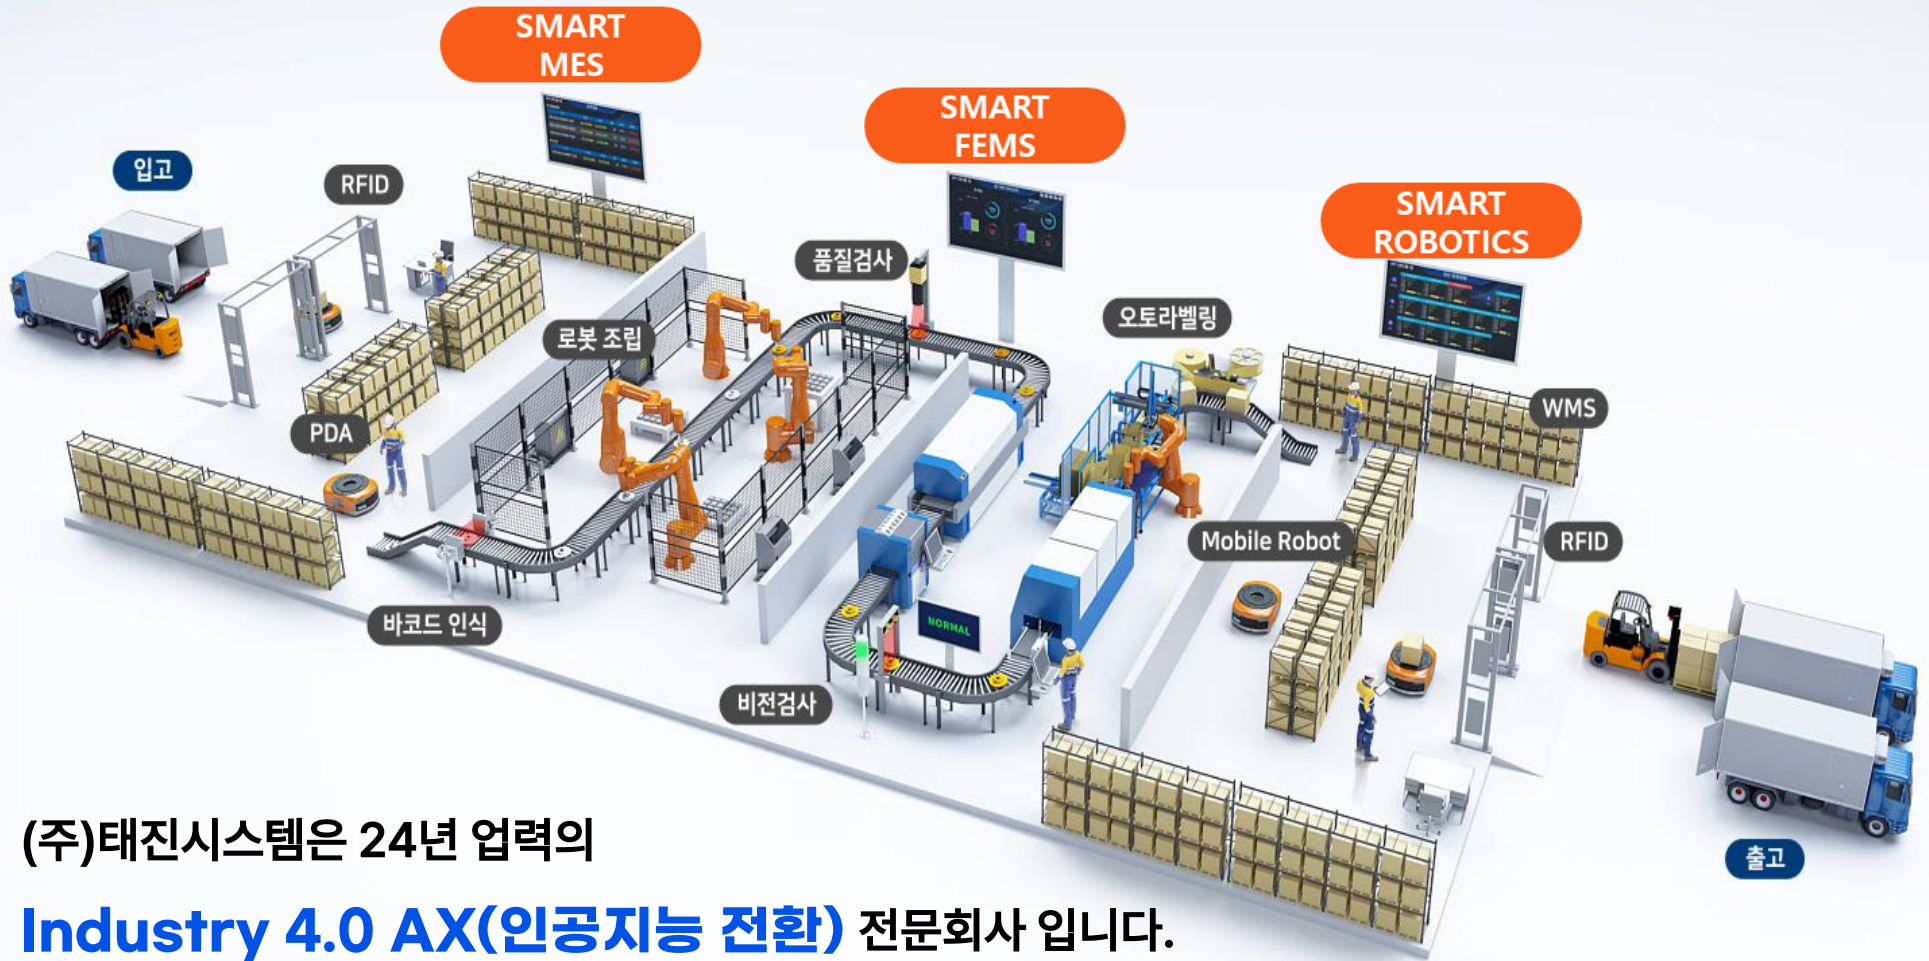 SMART
MES
SMART
FEMS
입고
RFID
SMART
ROBOTICS
품질검사
오토라벨링
로봇 조립
WMS
PDA
Mobile Robot
RFID
바코드 인식
NORMAL
비전검사
(주)태진시스템은 24년 업력의
출고
Industry 4.0 AX(인공지능 전환) 전문회사 입니다.